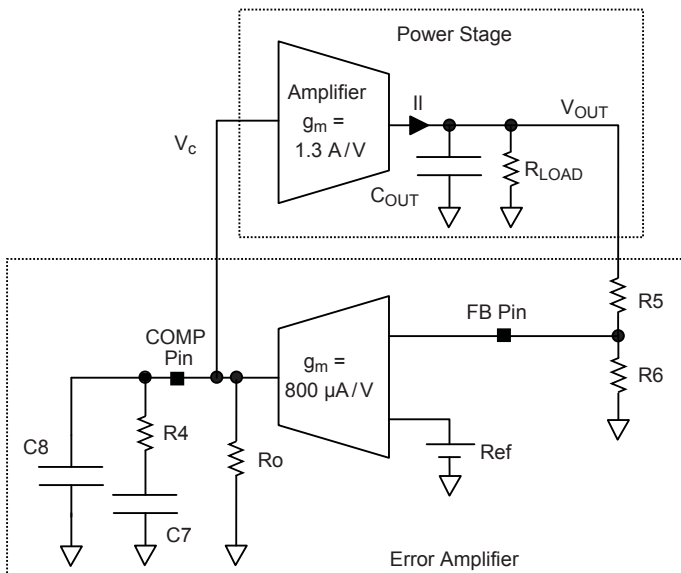 Power Stage
Amplifier
gm =
1.3 A/V
Il
VOUT
Vc
COUT
RLOAD
R5
FB Pin
COMP
Pin
gm =
800 µA/V
R6
R4
C8
Ro
Ref
C7
Error Amplifier